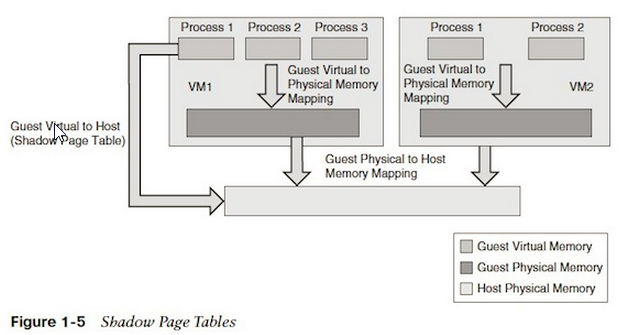 Process 1 Process 2 Process 3
Process 1 Process 2
VM1
Guest Virtual to
Physical Memory
Mapping
Guest Virtual to
Physical Memory
Mapping
VM2
Guest Virtual to Host
(Shadow Page Table)
Guest Physical to Host
Memory Mapping
Guest Virtual Memory
Guest Physical Memory
Host Physical Memory
Figure 1-5 Shadow Page Tables